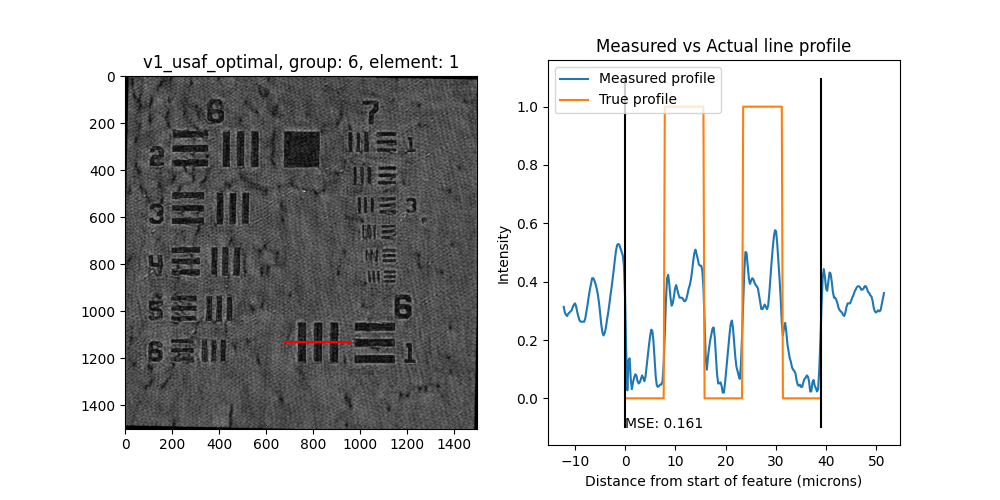 v1_usaf_optimal, group: 6, element: 1
0
200
400
600
800
1000
1200
1400
0 200 400 600 800 1000 1200 1400
6 7
2 1
3 3
4
5 6
6 1
Measured vs Actual line profile
Measured profile
True profile
1.0
0.8
0.6
0.4
0.2
0.0
Intensity
MSE: 0.161
−10 0 10 20 30 40 50
Distance from start of feature (microns)